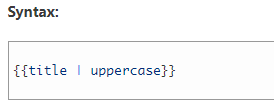 Syntax:
{{title | uppercase}}